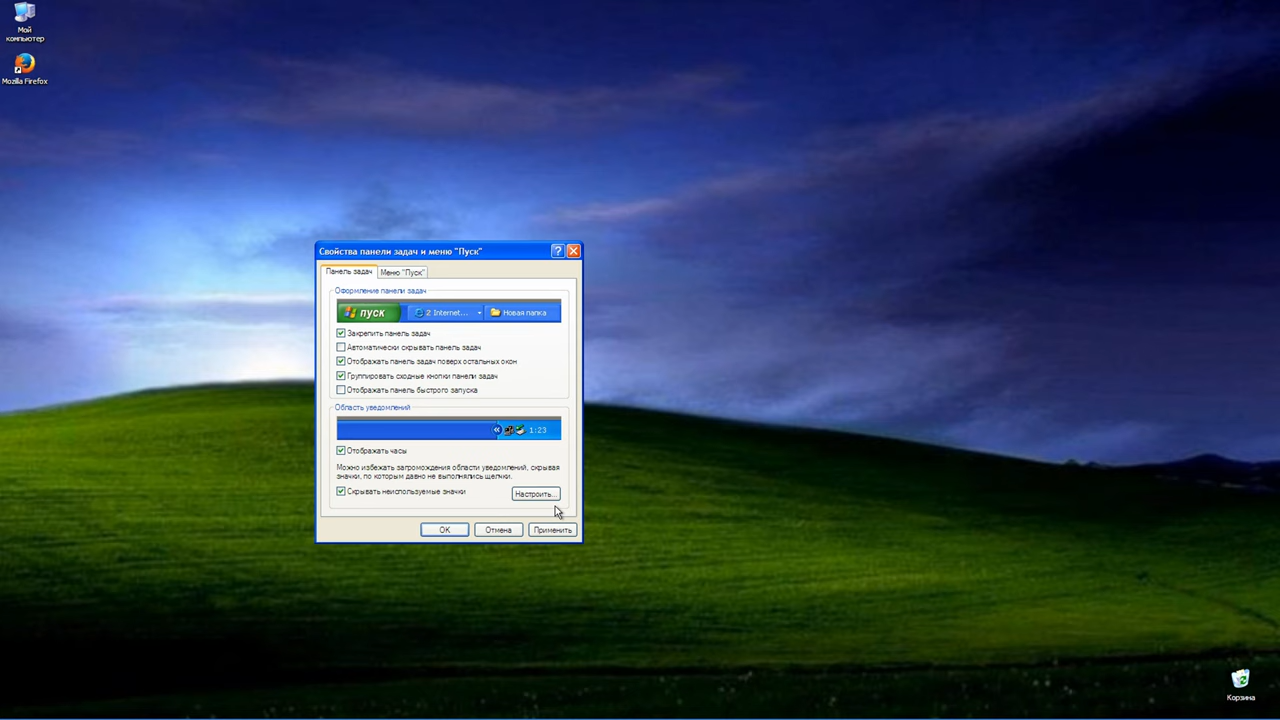 Мой
компьютер
Mozilla Firefox
Свойства панели задач и меню "Пуск"
Панель задач
Меню "Пуск"
Оформление панели задач
пуск
2 Internet...
Новая папка
Закрепить панель задач
Автоматически скрывать панель задач
Отображать панель задач поверх остальных окон
Группировать сходные кнопки панели задач
Отображать панель быстрого запуска
Область уведомлений
1:23
Отображать часы
Можно избежать загромождения области уведомлений, скрывая
значки, по которым давно не выполнялись щелчки.
Скрывать неиспользуемые значки
Настроить...
ОК
Отмена
Применить
Корзина